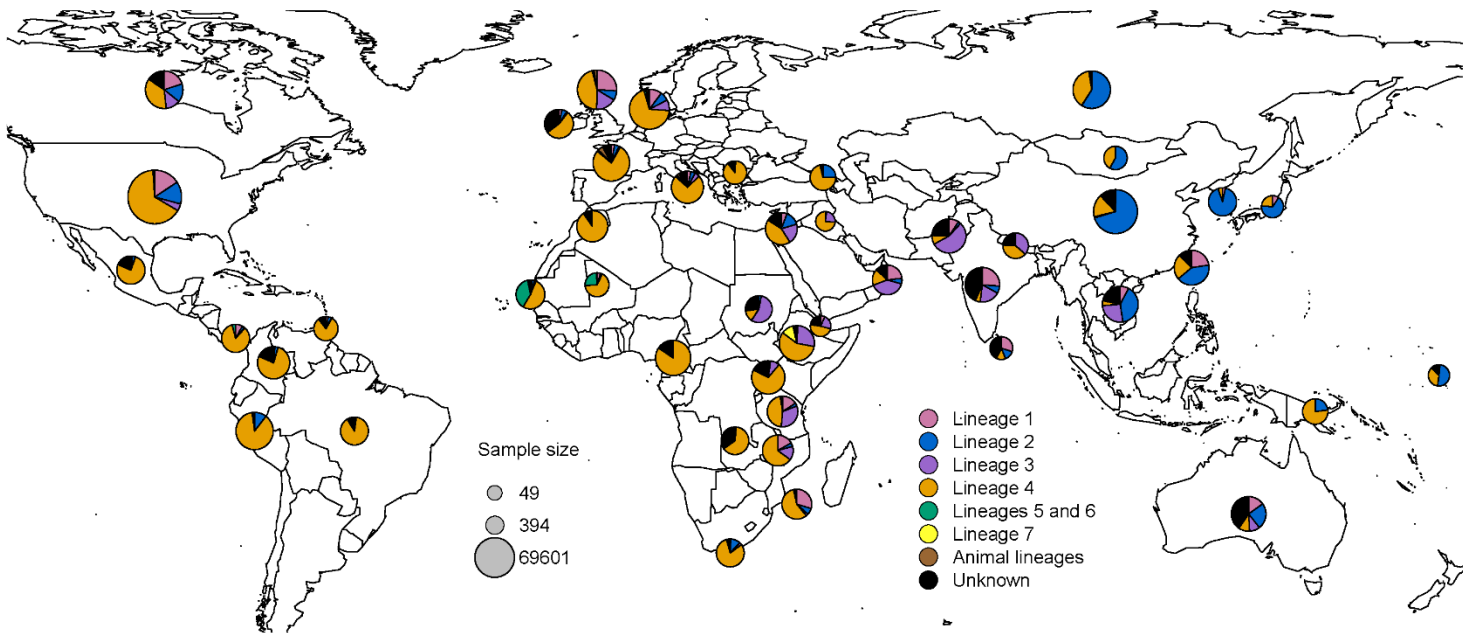 Sample size
49
394
69601
Lineage 1
Lineage 2
Lineage 3
Lineage 4
Lineages 5 and 6
Lineage 7
Animal lineages
Unknown